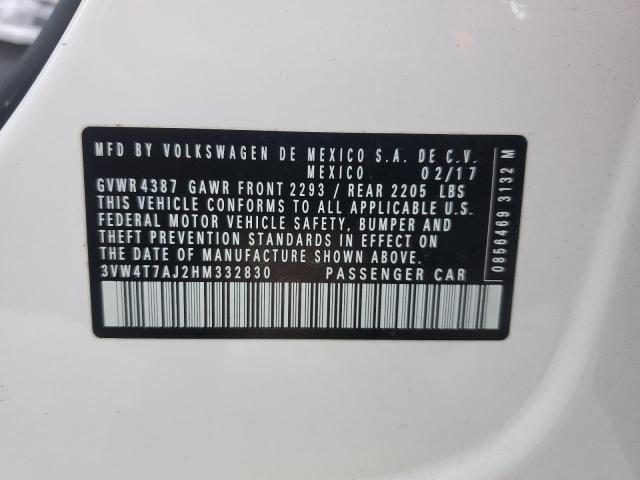 MFD BY VOLKSWAGEN DE MEXICO S.A. DE C.V.
MEXICO 02/17
GVWR 4387 GAWR FRONT 2293 / REAR 2205 LBS
THIS VEHICLE CONFORMS TO ALL APPLICABLE U.S.
FEDERAL MOTOR VEHICLE SAFETY, BUMPER AND
THEFT PREVENTION STANDARDS IN EFFECT ON
THE DATE OF MANUFACTURE SHOWN ABOVE.
3VW4T7AJ2HM332830 PASSENGER CAR
0856469 3132 M